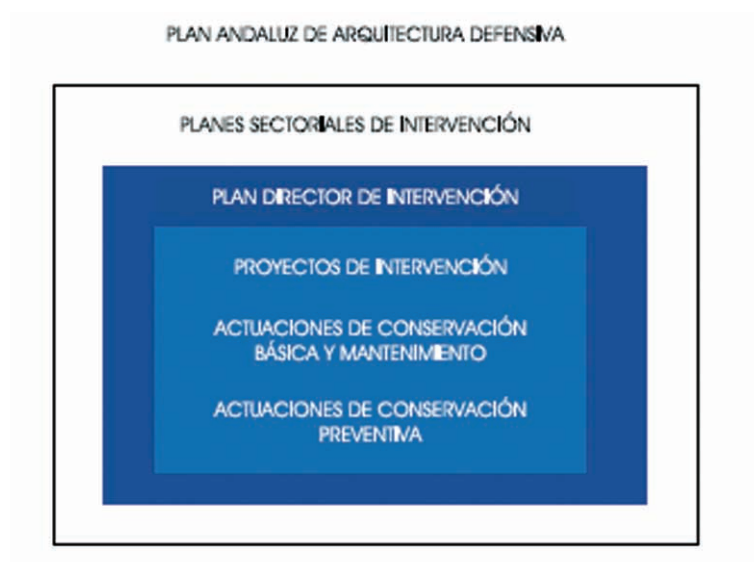 PLAN ANDALUZ DE ARQUITECTURA DEFENSIVA
PLANES SECTORIALES DE INTERVENCIÓN
PLAN DIRECTOR DE INTERVENCIÓN
PROYECTOS DE INTERVENCIÓN
ACTUACIONES DE CONSERVACIÓN
BÁSICA Y MANTENIMIENTO
ACTUACIONES DE CONSERVACIÓN
PREVENTIVA